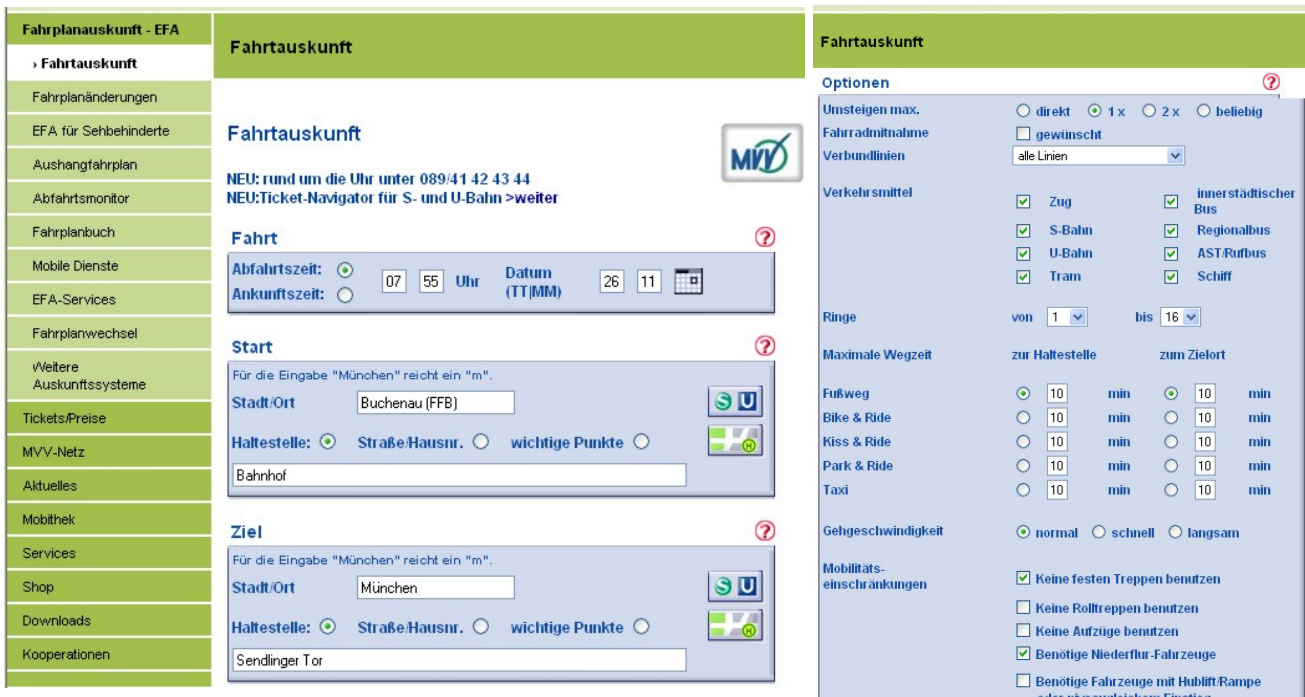 Fahrplanauskunft - EFA
› Fahrtauskunft
Fahrplanänderungen
EFA für Sehbehinderte
Aushangfahrplan
Abfahrtsmonitor
Fahrplanbuch
Mobile Dienste
EFA-Services
Fahrplanwechsel
Weitere
Auskunftssysteme
Tickets/Preise
MVV-Netz
Aktuelles
Mobithek
Services
Shop
Downloads
Kooperationen
Fahrtauskunft
Fahrtauskunft
MVV
NEU: rund um die Uhr unter 089/41 42 43 44
NEU:Ticket-Navigator für S- und U-Bahn >weiter
Fahrt ?
Abfahrtszeit:
Ankunftszeit:
07 55 Uhr
Datum
(TT|MM)
26 11
Start ?
Für die Eingabe "München" reicht ein "m".
Stadt/Ort Buchenau (FFB) S U
Haltestelle: Straße/Hausnr. wichtige Punkte H
Bahnhof
Ziel ?
Für die Eingabe "München" reicht ein "m".
Stadt/Ort München S U
Haltestelle: Straße/Hausnr. wichtige Punkte H
Sendlinger Tor
Fahrtauskunft
Optionen ?
Umsteigen max. direkt 1 x 2 x beliebig
Fahrradmitnahme gewünscht
Verbundlinien alle Linien
Verkehrsmittel Zug innerstädtischer
Bus
S-Bahn Regionalbus
U-Bahn AST/Rufbus
Tram Schiff
Ringe von 1 bis 16
Maximale Wegzeit zur Haltestelle zum Zielort
Fußweg 10 min 10 min
Bike & Ride 10 min 10 min
Kiss & Ride 10 min 10 min
Park & Ride 10 min 10 min
Taxi 10 min 10 min
Gehgeschwindigkeit normal schnell langsam
Mobilitäts-
einschränkungen
Keine festen Treppen benutzen
Keine Rolltreppen benutzen
Keine Aufzüge benutzen
Benötige Niederflur-Fahrzeuge
Benötige Fahrzeuge mit Hublift/Rampe